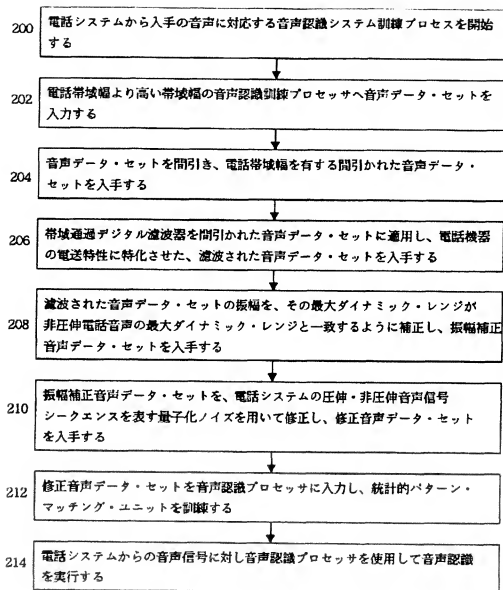 200
電話システムから入手の音声に対応する音声認識システム訓練プロセスを開始
する
202
電話帯域幅より高い帯域幅の音声認識訓練プロセッサへ音声データ・セットを
入力する
204
音声データ・セットを間引き、電話帯域幅を有する間引かれた音声データ・
セットを入手する
206
帯域通過デジタル濾波器を間引かれた音声データ・セットに適用し、電話機器
の電送特性に特化させた、濾波された音声データ・セットを入手する
208
濾波された音声データ・セットの振幅を、その最大ダイナミック・レンジが
非圧伸電話音声の最大ダイナミック・レンジと一致するように補正し、振幅補正
音声データ・セットを入手する
210
振幅補正音声データ・セットを、電話システムの圧伸・非圧伸音声信号
シークエンスを表す量子化ノイズを用いて修正し、修正音声データ・セット
を入手する
212
修正音声データ・セットを音声認識プロセッサに入力し、統計的パターン・
マッチング・ユニットを訓練する
214
電話システムからの音声信号に対し音声認識プロセッサを使用して音声認識
を実行する